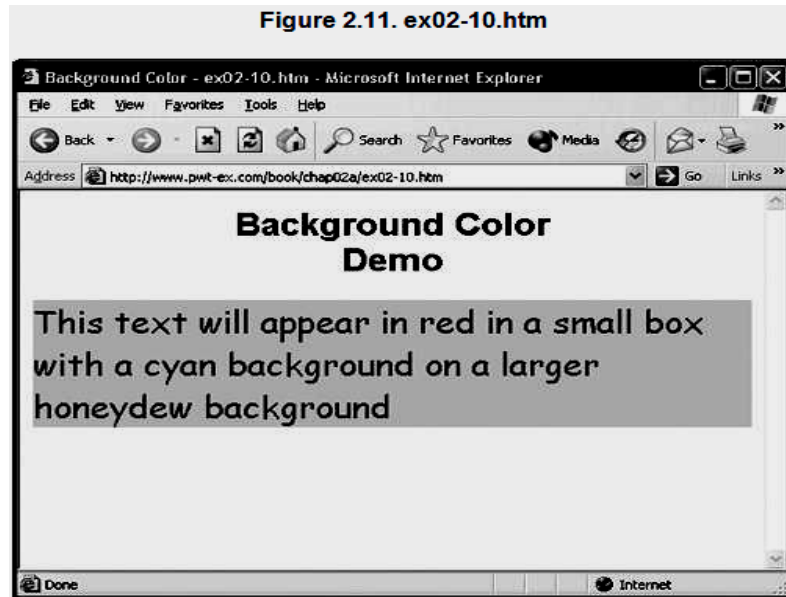 Figure 2.11. ex02-10.htm
Background Color - ex02-10.htm - Microsoft Internet Explorer
File Edit View Favorites Tools Help
Back Search Favorites Media
Address http://www.pwt-ex.com/book/chap02a/ex02-10.htm Go Links
Background Color
Demo
This text will appear in red in a small box
with a cyan background on a larger
honeydew background
Done Internet